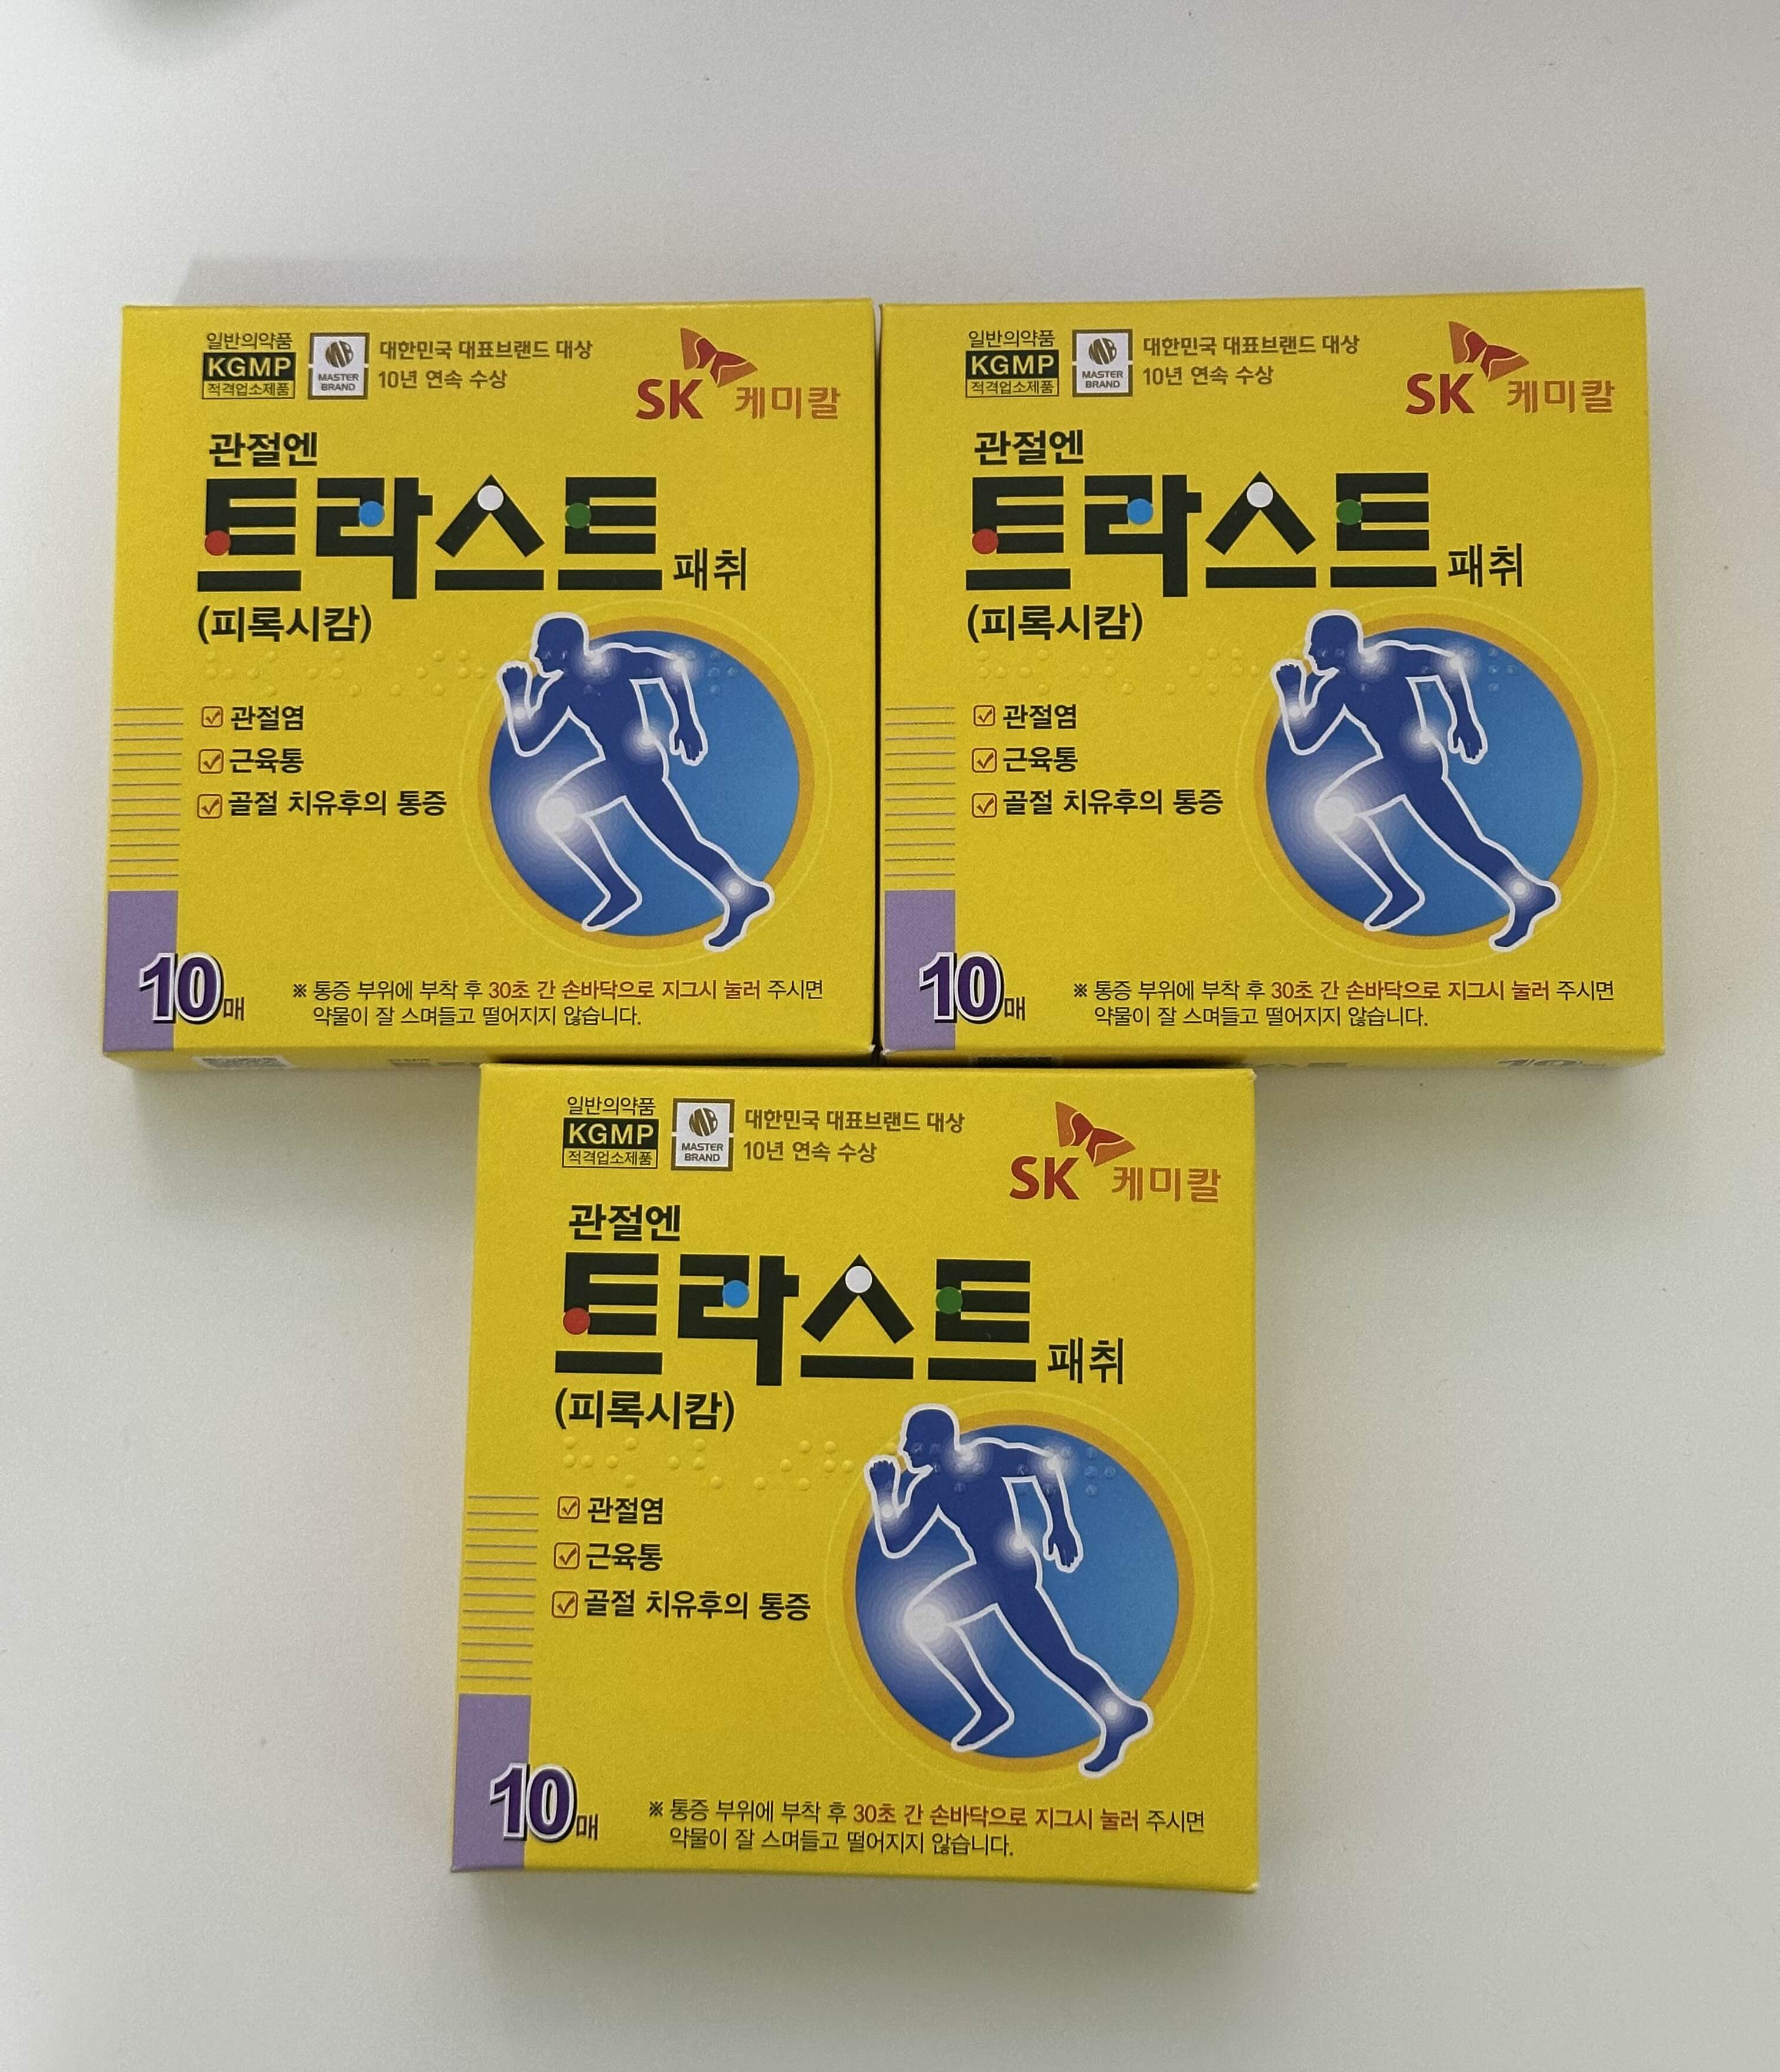 일반의약품
KGMP
적격업소제품
MASTER
BRAND
대한민국 대표브랜드 대상
10년 연속 수상
SK 케미칼
관절엔
트라스트 패취
(피록시캄)
관절염
근육통
골절 치유후의 통증
10매
※ 통증 부위에 부착 후 30초 간 손바닥으로 지그시 눌러 주시면
약물이 잘 스며들고 떨어지지 않습니다.
일반의약품
KGMP
적격업소제품
MASTER
BRAND
대한민국 대표브랜드 대상
10년 연속 수상
SK 케미칼
관절엔
트라스트 패취
(피록시캄)
관절염
근육통
골절 치유후의 통증
10매
※ 통증 부위에 부착 후 30초 간 손바닥으로 지그시 눌러 주시면
약물이 잘 스며들고 떨어지지 않습니다.
일반의약품
KGMP
적격업소제품
MASTER
BRAND
대한민국 대표브랜드 대상
10년 연속 수상
SK 케미칼
관절엔
트라스트 패취
(피록시캄)
관절염
근육통
골절 치유후의 통증
10매
※ 통증 부위에 부착 후 30초 간 손바닥으로 지그시 눌러 주시면
약물이 잘 스며들고 떨어지지 않습니다.